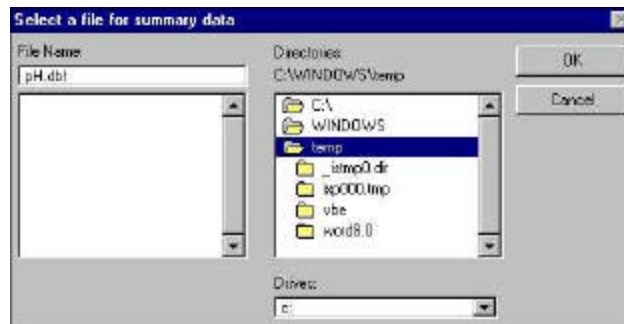 Select a file for summary data
File Name:
pH.dbf
Directories:
C:\WINDOWS\temp
C:\
WINDOWS
temp
_istmp0.dir
ixp000.tmp
vbe
word8.0
Drives:
c:
OK
Cancel